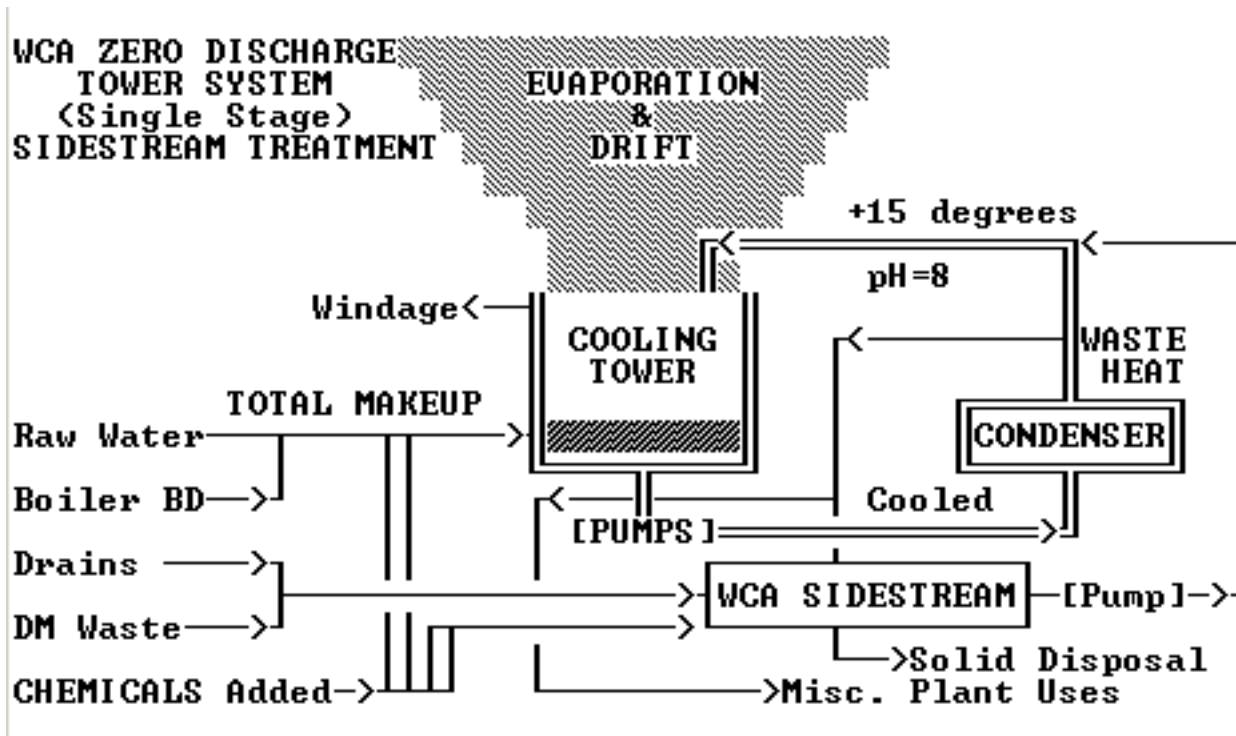 WCA ZERO DISCHARGE
TOWER SYSTEM
(Single Stage)
SIDESTREAM TREATMENT
EVAPORATION
&
DRIFT
+15 degrees
pH=8
Windage
COOLING
TOWER
WASTE
HEAT
TOTAL MAKEUP
Raw Water
CONDENSER
Boiler BD
Cooled
[PUMPS]
Drains
WCA SIDESTREAM
[Pump]
DM Waste
Solid Disposal
CHEMICALS Added
Misc. Plant Uses